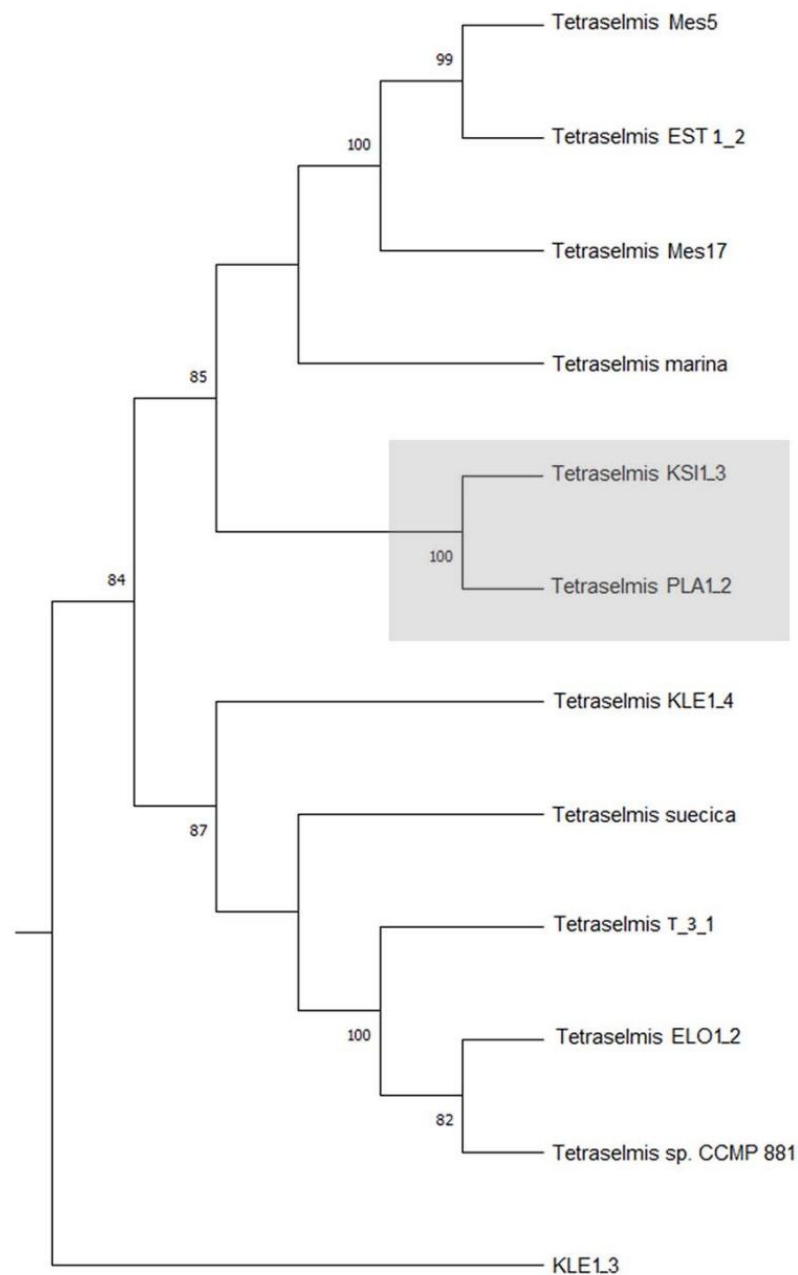 Tetraselmis Mes5
99
Tetraselmis EST 1_2
100
Tetraselmis Mes17
Tetraselmis marina
85
Tetraselmis KSI1_3
100
Tetraselmis PLA1_2
84
Tetraselmis KLE1_4
87
Tetraselmis suecica
Tetraselmis T_3_1
100
Tetraselmis ELO1_2
82
Tetraselmis sp. CCMP 881
KLE1_3